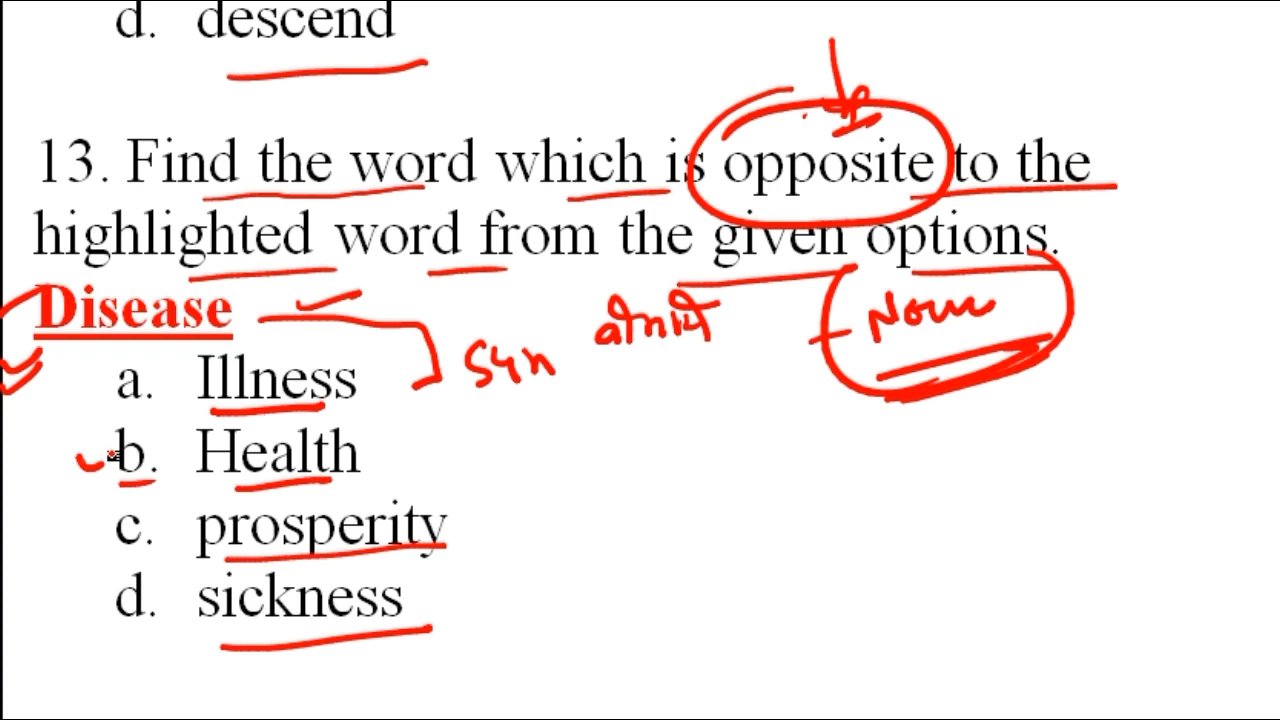 d. descend
13. Find the word which is opposite to the
highlighted word from the given options.
Disease
Noun
a. Illness
Syn
b. Health
c. prosperity
d. sickness